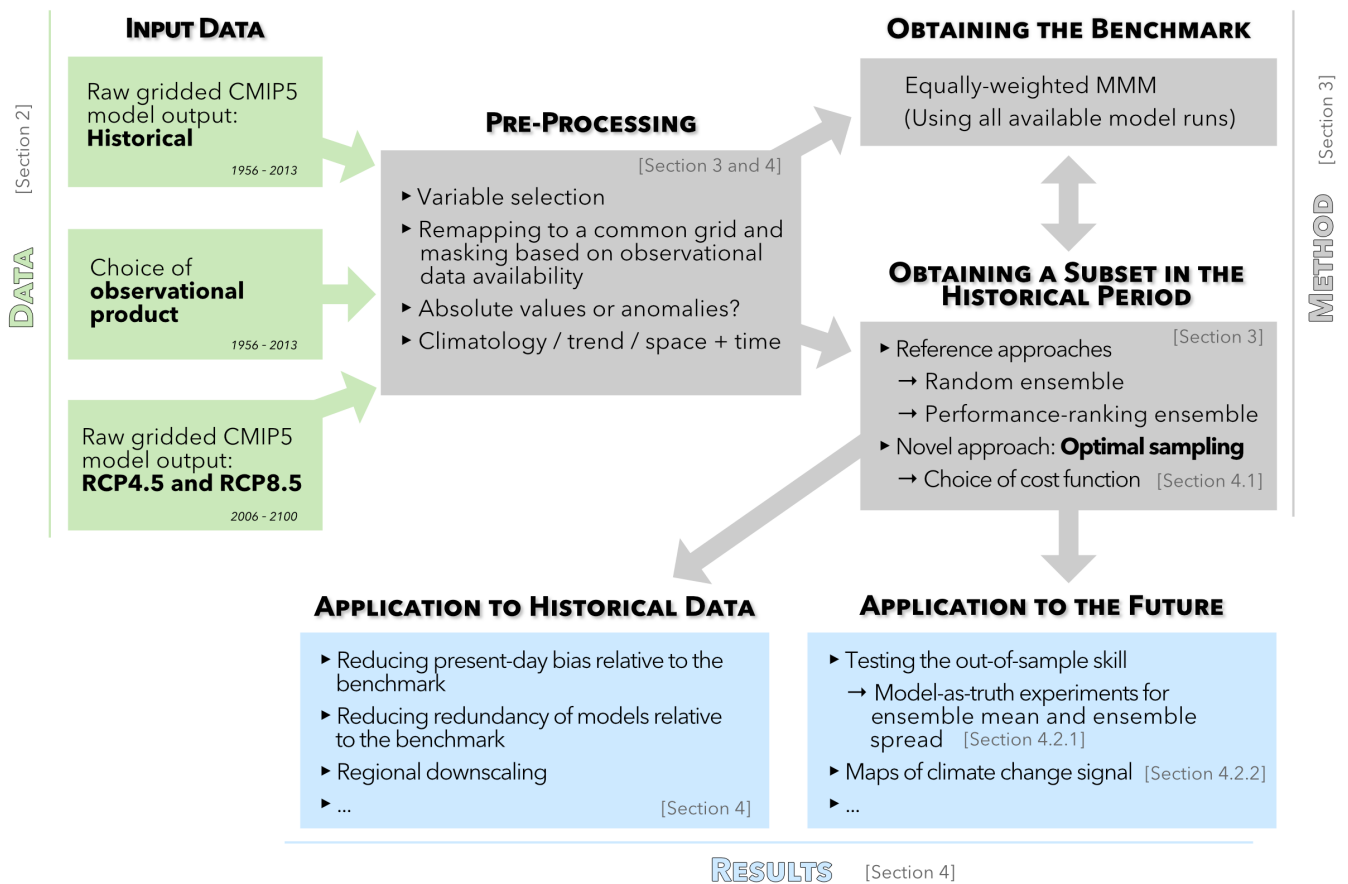 INPUT DATA
Raw gridded CMIP5
model output:
Historical
1956 - 2013
Choice of
observational
product
1956 - 2013
Raw gridded CMIP5
model output:
RCP4.5 and RCP8.5
2006 - 2100
DATA
[Section 2]
PRE-PROCESSING
[Section 3 and 4]
‣ Variable selection
‣ Remapping to a common grid and
masking based on observational
data availability
‣ Absolute values or anomalies?
‣ Climatology / trend / space + time
OBTAINING THE BENCHMARK
Equally-weighted MMM
(Using all available model runs)
OBTAINING A SUBSET IN THE
HISTORICAL PERIOD
[Section 3]
‣ Reference approaches
→ Random ensemble
→ Performance-ranking ensemble
‣ Novel approach: Optimal sampling
→ Choice of cost function [Section 4.1]
METHOD
[Section 3]
APPLICATION TO HISTORICAL DATA
‣ Reducing present-day bias relative to the
benchmark
‣ Reducing redundancy of models relative
to the benchmark
‣ Regional downscaling
‣ ...
[Section 4]
APPLICATION TO THE FUTURE
‣ Testing the out-of-sample skill
→ Model-as-truth experiments for
ensemble mean and ensemble
spread [Section 4.2.1]
‣ Maps of climate change signal [Section 4.2.2]
‣ ...
RESULTS [Section 4]